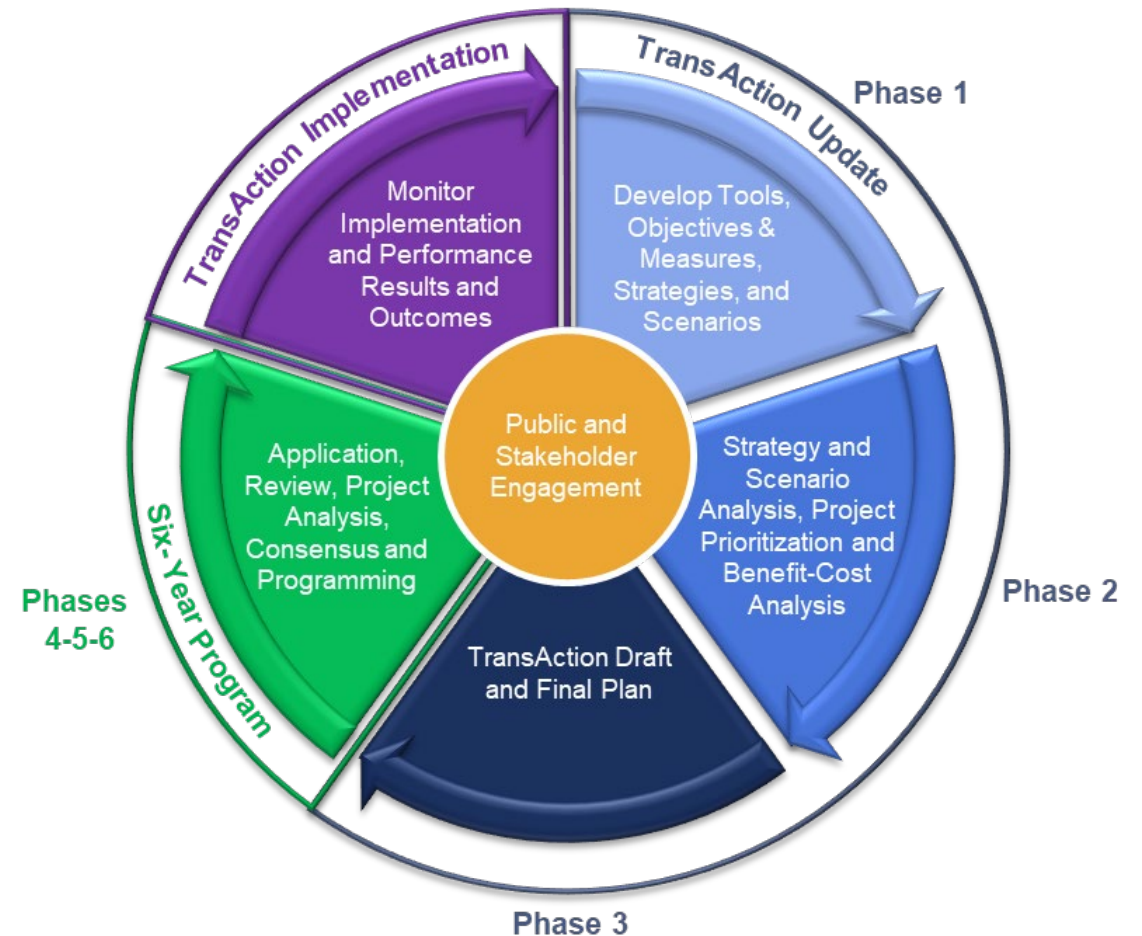 TransAction Update
Phase 1
Develop Tools,
Objectives &
Measures,
Strategies, and
Scenarios
Strategy and
Scenario
Analysis, Project
Prioritization and
Benefit-Cost
Analysis
Phase 2
TransAction Draft
and Final Plan
Phase 3
Six-Year Program
Phases
4-5-6
Application,
Review, Project
Analysis,
Consensus and
Programming
TransAction Implementation
Monitor
Implementation
and Performance
Results and
Outcomes
Public and
Stakeholder
Engagement